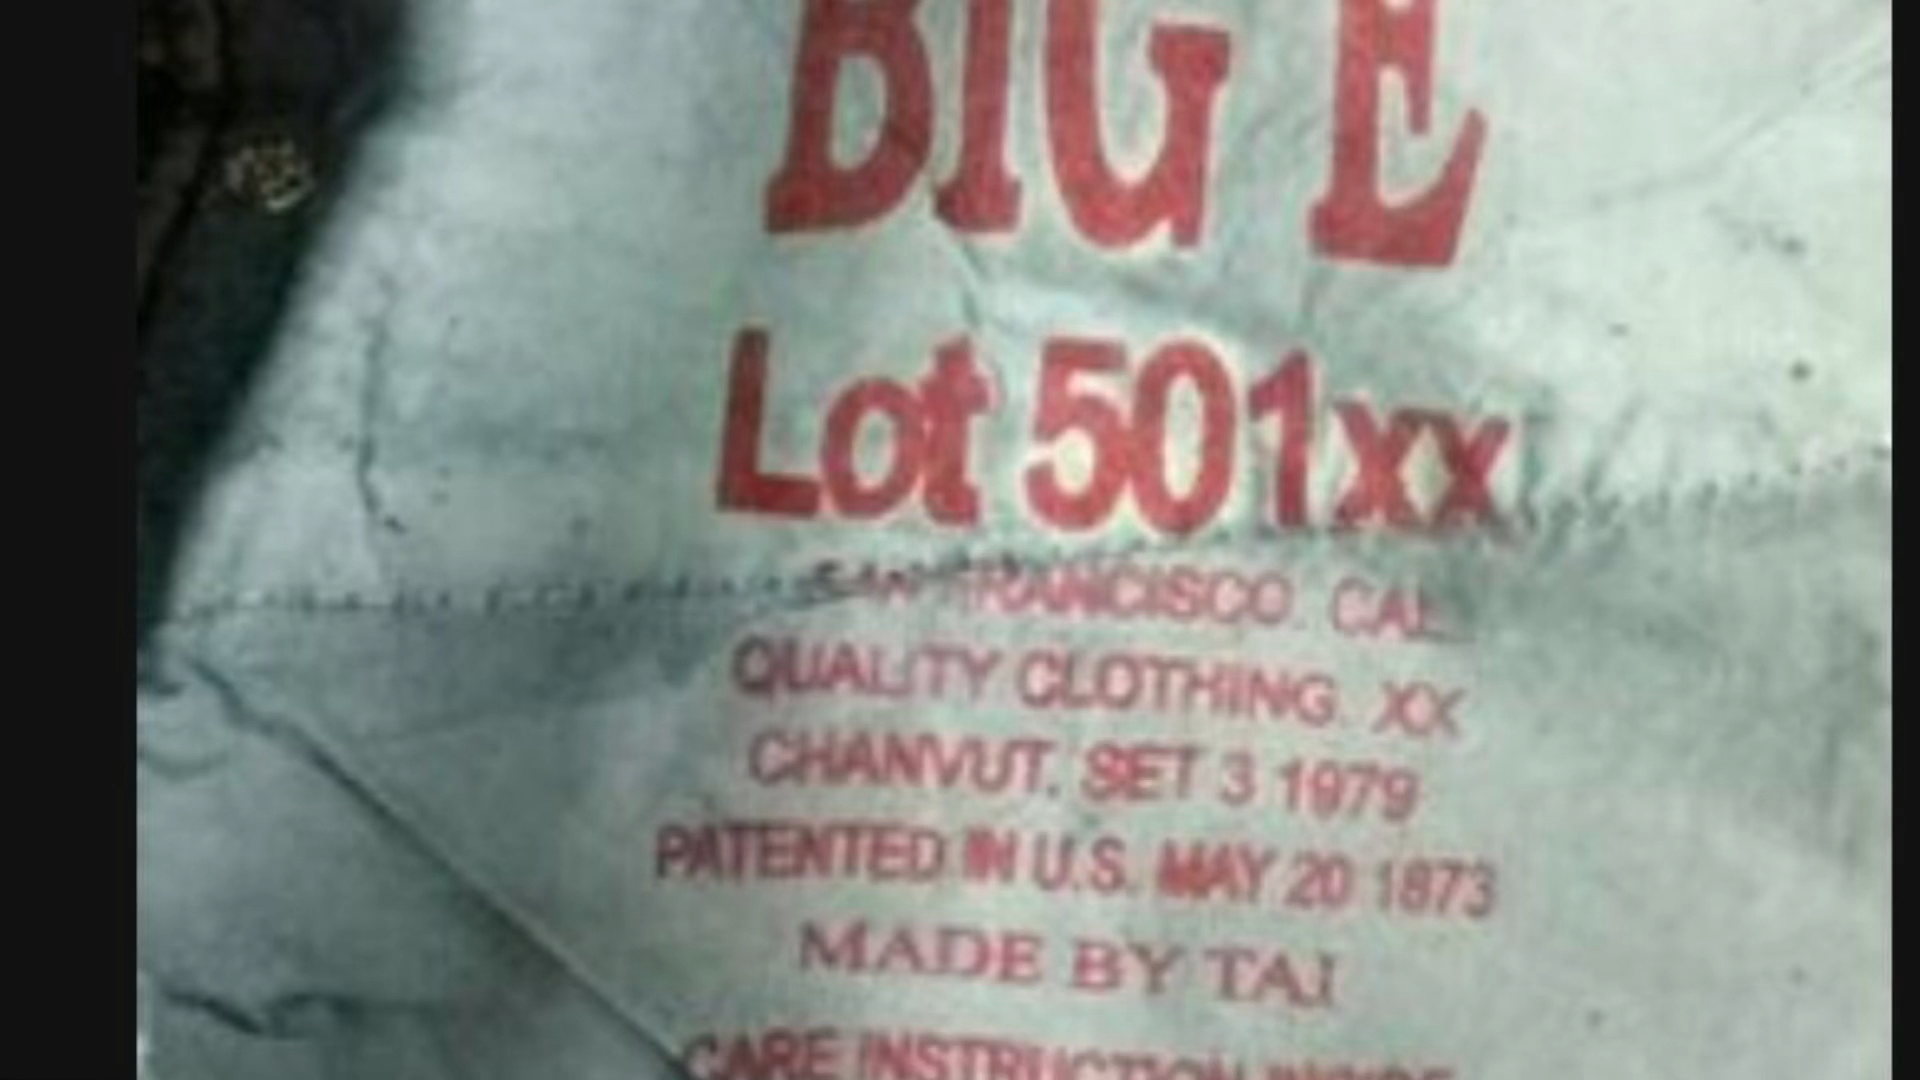 BIG E
Lot 501xx
SAN FRANCISCO CAL.
QUALITY CLOTHING. XX
CHANVUT. SET 3 1979
PATENTED IN U.S. MAY 20 1873
MADE BY TAI
CARE INSTRUCTION INSIDE